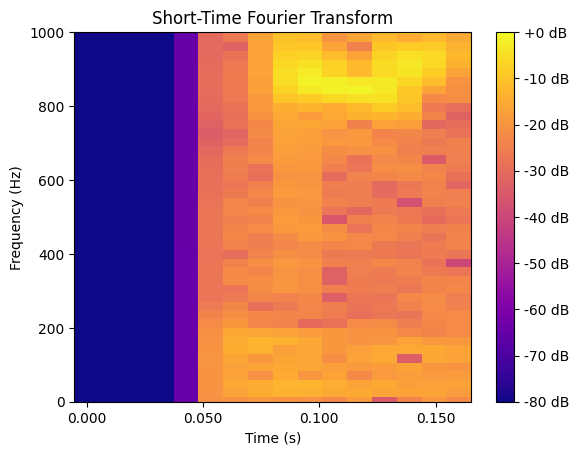 Short-Time Fourier Transform
1000
800
600
400
200
0
Frequency (Hz)
0.000
0.050
0.100
0.150
Time (s)
+0 dB
-10 dB
-20 dB
-30 dB
-40 dB
-50 dB
-60 dB
-70 dB
-80 dB